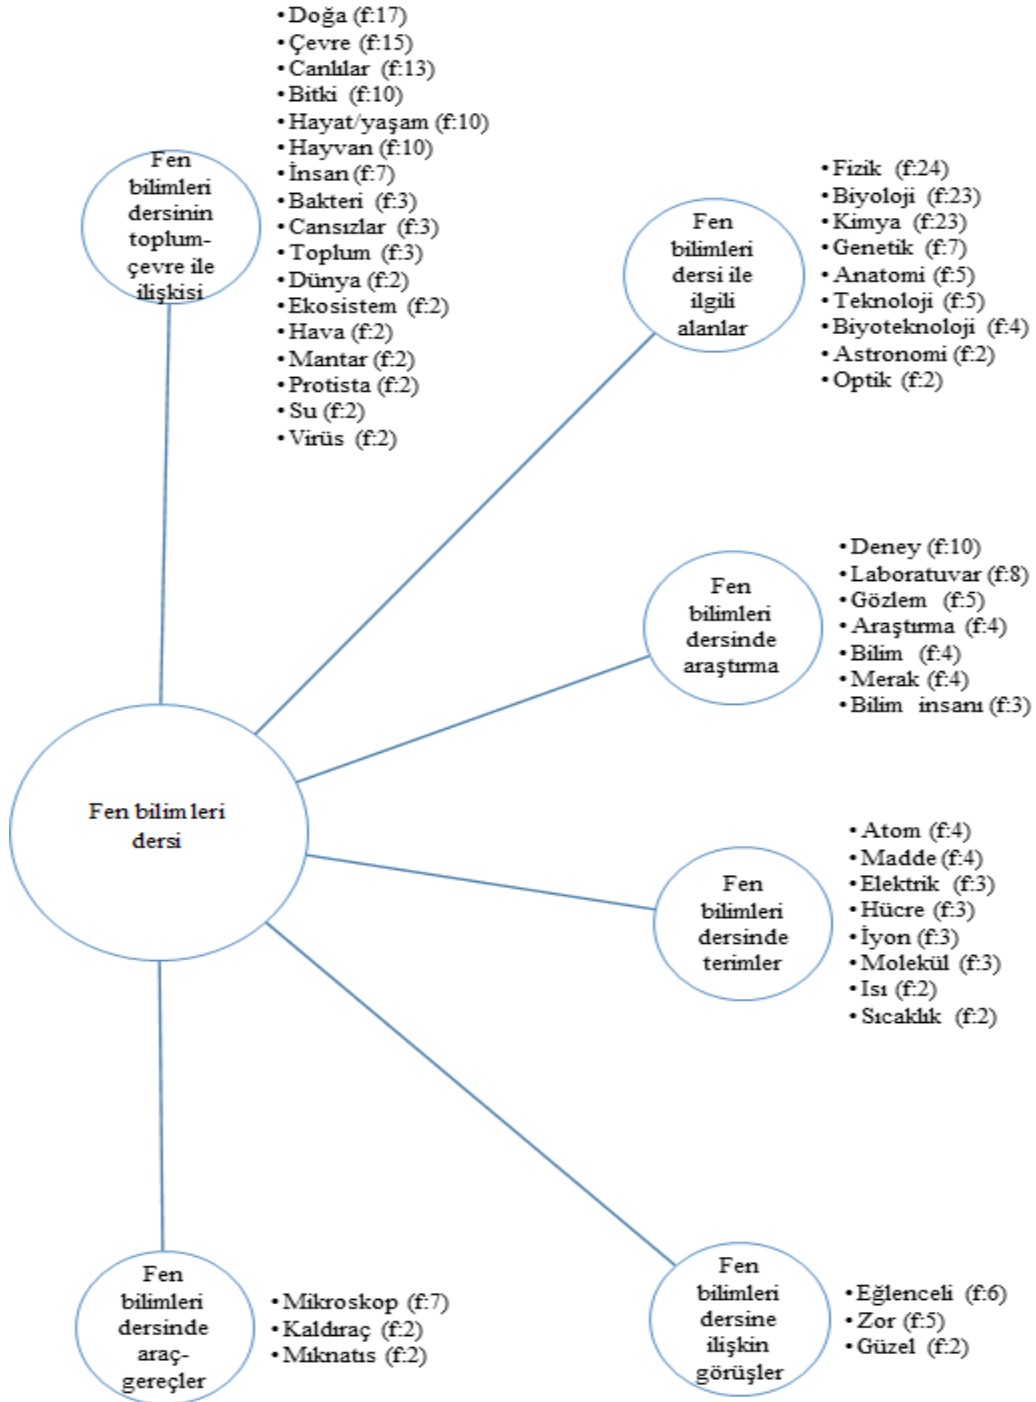 • Doğa (f:17)
• Çevre (f:15)
• Canlılar (f:13)
• Bitki (f:10)
• Hayat/yaşam (f:10)
• Hayvan (f:10)
• İnsan (f:7)
• Bakteri (f:3)
• Cansızlar (f:3)
• Toplum (f:3)
• Dünya (f:2)
• Ekosistem (f:2)
• Hava (f:2)
• Mantar (f:2)
• Protista (f:2)
• Su (f:2)
• Virüs (f:2)
Fen
bilimleri
dersinin
toplum-
çevre ile
ilişkisi
Fen
bilimleri
dersi ile
ilgili
alanlar
• Fizik (f:24)
• Biyoloji (f:23)
• Kimya (f:23)
• Genetik (f:7)
• Anatomi (f:5)
• Teknoloji (f:5)
• Biyoteknoloji (f:4)
• Astronomi (f:2)
• Optik (f:2)
Fen
bilimleri
dersinde
araştırma
• Deney (f:10)
• Laboratuvar (f:8)
• Gözlem (f:5)
• Araştırma (f:4)
• Bilim (f:4)
• Merak (f:4)
• Bilim insanı (f:3)
Fen bilimleri
dersi
Fen
bilimleri
dersinde
terimler
• Atom (f:4)
• Madde (f:4)
• Elektrik (f:3)
• Hücre (f:3)
• İyon (f:3)
• Molekül (f:3)
• Isı (f:2)
• Sıcaklık (f:2)
Fen
bilimleri
dersinde
araç-
gereçler
• Mikroskop (f:7)
• Kaldıraç (f:2)
• Mıknatıs (f:2)
Fen
bilimleri
dersine
ilişkin
görüşler
• Eğlenceli (f:6)
• Zor (f:5)
• Güzel (f:2)